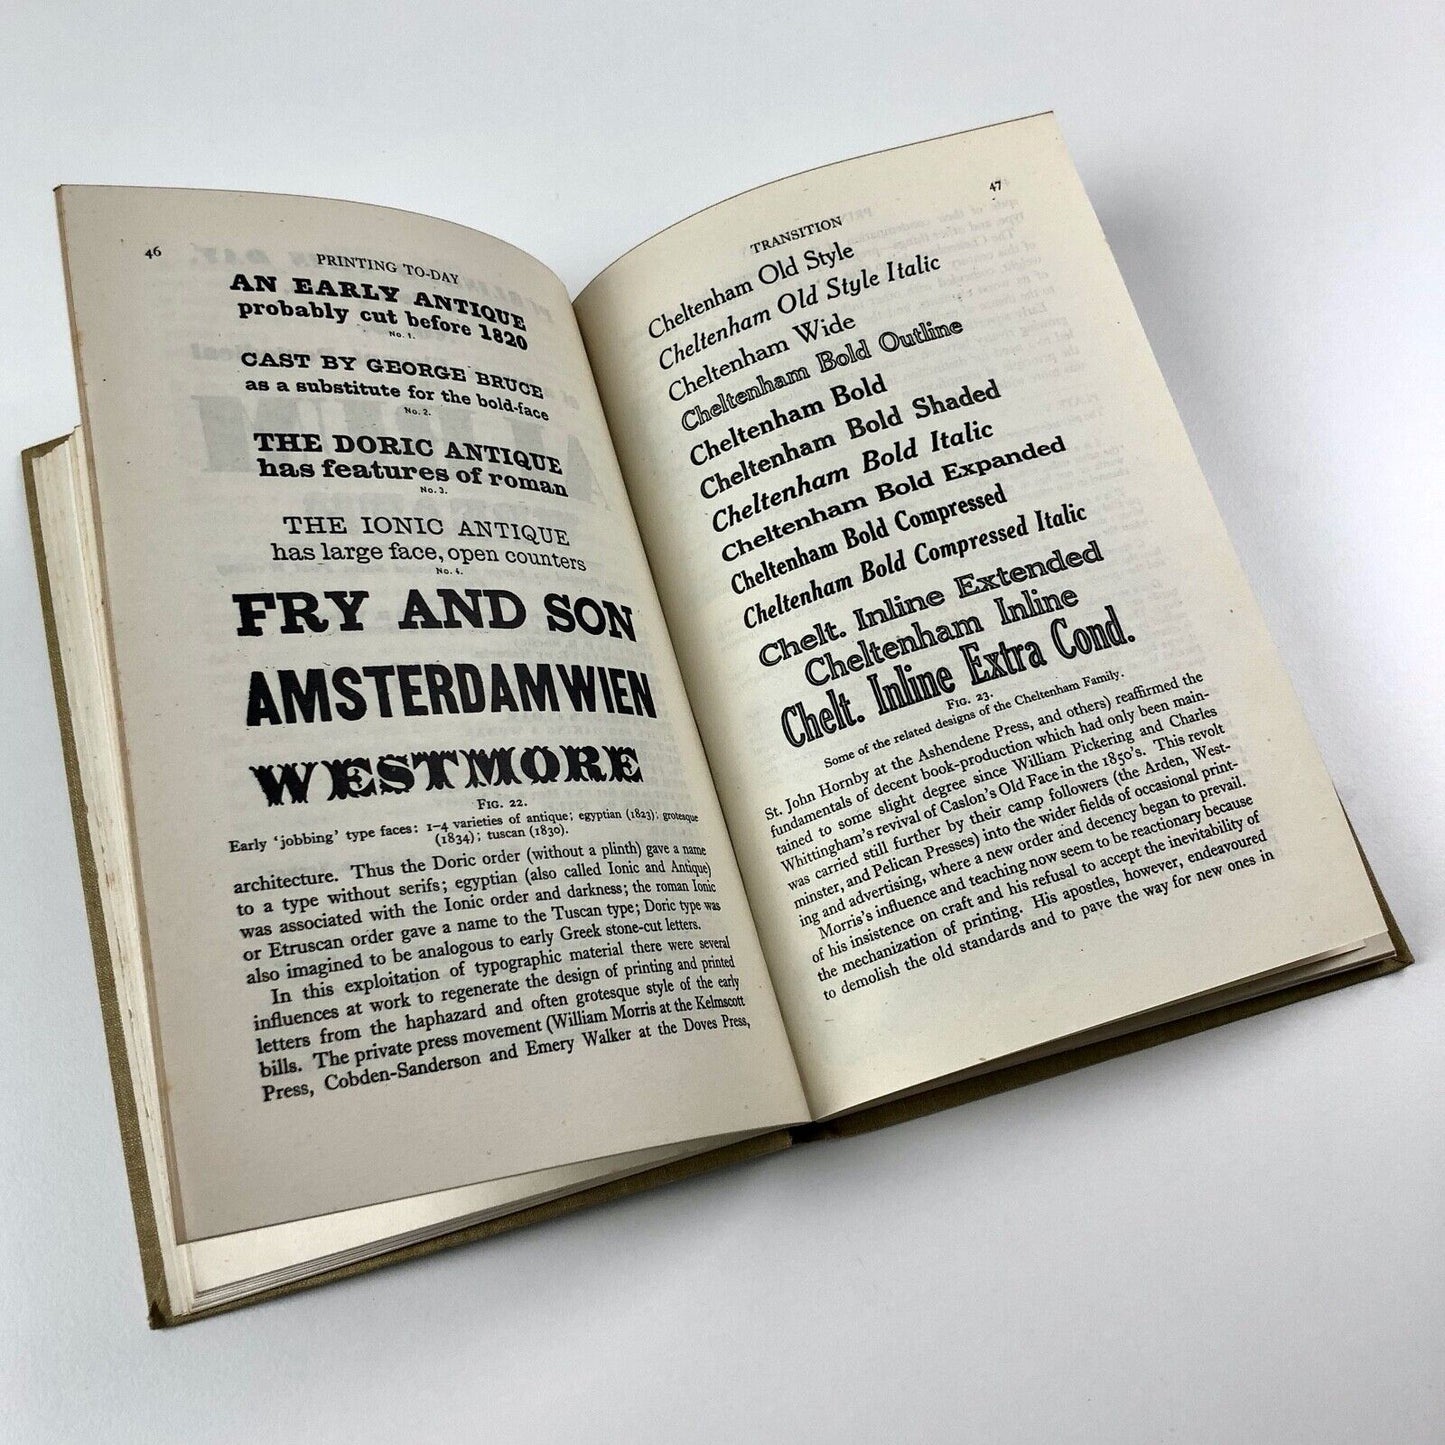 46
PRINTING TO-DAY
AN EARLY ANTIQUE
probably cut before 1820
No. 1.
CAST BY GEORGE BRUCE
as a substitute for the bold-face
No. 2.
THE DORIC ANTIQUE
has features of roman
No. 3.
THE IONIC ANTIQUE
has large face, open counters
No. 4.
FRY AND SON
AMSTERDAM WIEN
WESTMORE
FIG. 22.
Early 'jobbing' type faces: 1–4 varieties of antique; egyptian (1823); grotesque
(1834); tuscan (1830).
architecture. Thus the Doric order (without a plinth) gave a name
to a type without serifs; egyptian (also called Ionic and Antique)
was associated with the Ionic order and darkness; the roman Ionic
or Etruscan order gave a name to the Tuscan type; Doric type was
also imagined to be analogous to early Greek stone-cut letters.
In this exploitation of typographic material there were several
influences at work to regenerate the design of printing and printed
letters from the haphazard and often grotesque style of the early
bills. The private press movement (William Morris at the Kelmscott
Press, Cobden-Sanderson and Emery Walker at the Doves Press,
TRANSITION
47
Cheltenham Old Style
Cheltenham Old Style Italic
Cheltenham Wide
Cheltenham Bold Outline
Cheltenham Bold
Cheltenham Bold Shaded
Cheltenham Bold Italic
Cheltenham Bold Expanded
Cheltenham Bold Compressed
Cheltenham Bold Compressed Italic
Chelt. Inline Extended
Cheltenham Inline
Chelt. Inline Extra Cond.
FIG. 23.
Some of the related designs of the Cheltenham Family.
St. John Hornby at the Ashendene Press, and others) reaffirmed the
fundamentals of decent book-production which had only been main-
tained to some slight degree since William Pickering and Charles
Whittingham's revival of Caslon's Old Face in the 1850's. This revolt
was carried still further by their camp followers (the Arden, West-
minster, and Pelican Presses) into the wider fields of occasional print-
ing and advertising, where a new order and decency began to prevail.
Morris's influence and teaching now seem to be reactionary because
of his insistence on craft and his refusal to accept the inevitability of
the mechanization of printing. His apostles, however, endeavoured
to demolish the old standards and to pave the way for new ones in